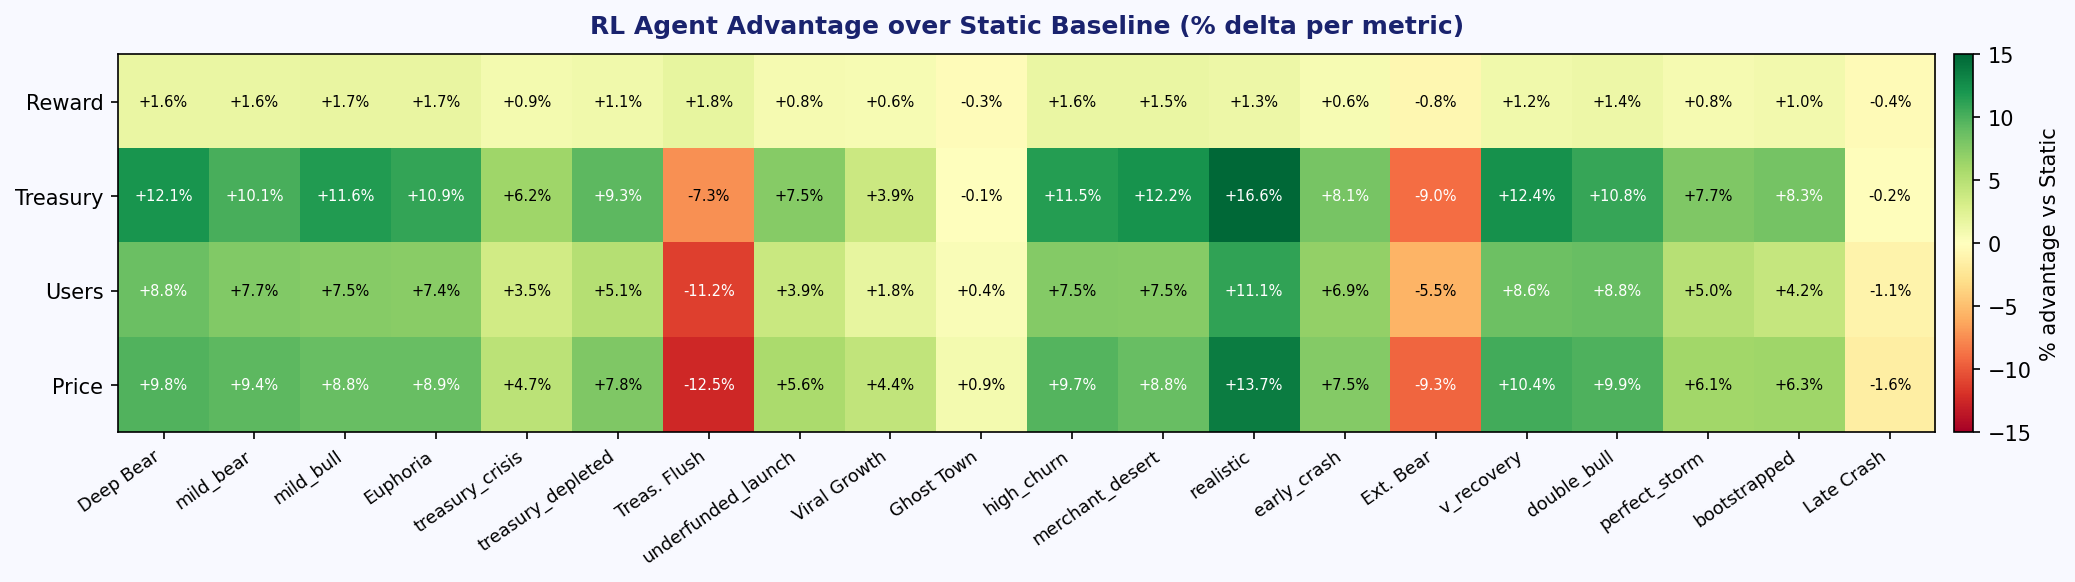 RL Agent Advantage over Static Baseline (% delta per metric)
Reward +1.6% +1.6% +1.7% +1.7% +0.9% +1.1% +1.8% +0.8% +0.6% -0.3% +1.6% +1.5% +1.3% +0.6% -0.8% +1.2% +1.4% +0.8% +1.0% -0.4%
Treasury +12.1% +10.1% +11.6% +10.9% +6.2% +9.3% -7.3% +7.5% +3.9% -0.1% +11.5% +12.2% +16.6% +8.1% -9.0% +12.4% +10.8% +7.7% +8.3% -0.2%
Users +8.8% +7.7% +7.5% +7.4% +3.5% +5.1% -11.2% +3.9% +1.8% +0.4% +7.5% +7.5% +11.1% +6.9% -5.5% +8.6% +8.8% +5.0% +4.2% -1.1%
Price +9.8% +9.4% +8.8% +8.9% +4.7% +7.8% -12.5% +5.6% +4.4% +0.9% +9.7% +8.8% +13.7% +7.5% -9.3% +10.4% +9.9% +6.1% +6.3% -1.6%
Deep Bear
mild_bear
mild_bull
Euphoria
treasury_crisis
treasury_depleted
Treas. Flush
underfunded_launch
Viral Growth
Ghost Town
high_churn
merchant_desert
realistic
early_crash
Ext. Bear
v_recovery
double_bull
perfect_storm
bootstrapped
Late Crash
15
10
5
0
−5
−10
−15
% advantage vs Static